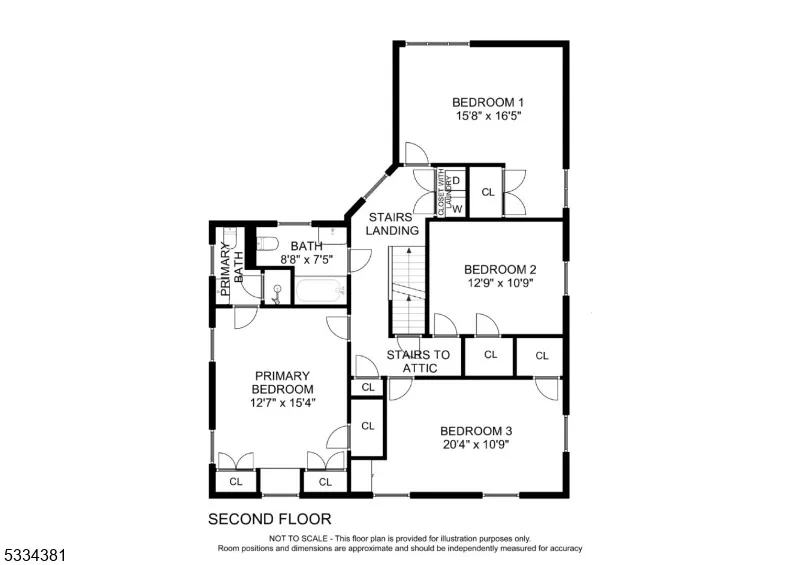 BEDROOM 1
15'8" x 16'5"
CLOSET WITH
LAUNDRY
D
W
CL
STAIRS
LANDING
PRIMARY
BATH
BATH
8'8" x 7'5"
BEDROOM 2
12'9" x 10'9"
STAIRS TO
ATTIC
CL
CL
PRIMARY
BEDROOM
12'7" x 15'4"
CL
CL
BEDROOM 3
20'4" x 10'9"
CL
CL
SECOND FLOOR
NOT TO SCALE - This floor plan is provided for illustration purposes only.
Room positions and dimensions are approximate and should be independently measured for accuracy
5334381